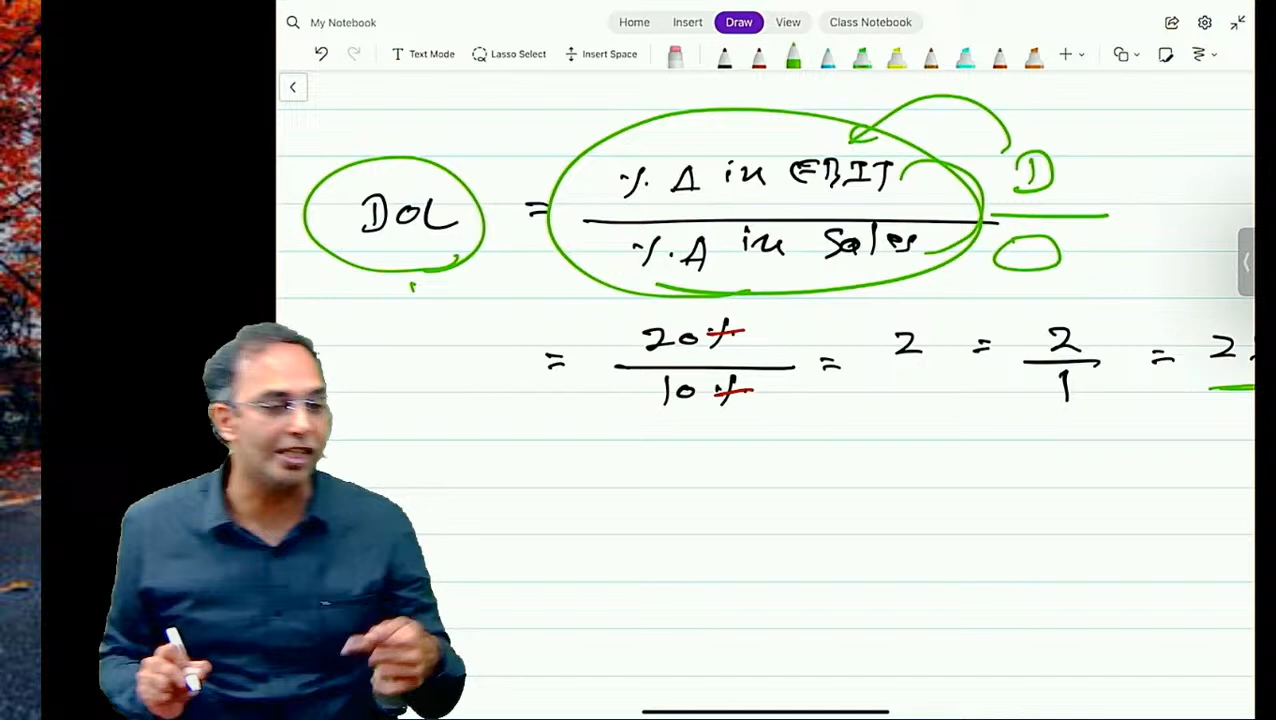 My Notebook
Home Insert Draw View Class Notebook
Text Mode Lasso Select Insert Space
DOL = %. Δ in EBIT / %. Δ in Sales D
= 20% / 10% = 2 = 2 / 1 = 2